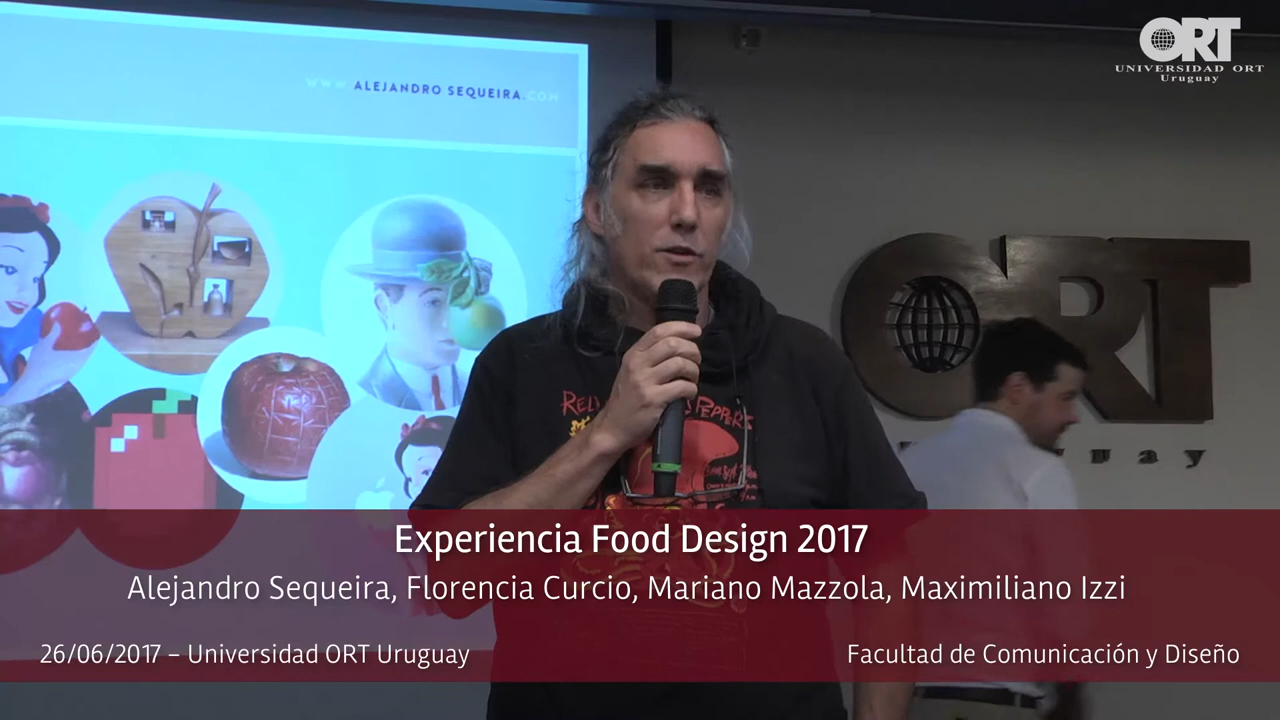 WWW.ALEJANDRO SEQUEIRA.COM
ORT
UNIVERSIDAD ORT
Uruguay
ORT
PEPPERS
Experiencia Food Design 2017
Alejandro Sequeira, Florencia Curcio, Mariano Mazzola, Maximiliano Izzi
26/06/2017 – Universidad ORT Uruguay
Facultad de Comunicación y Diseño